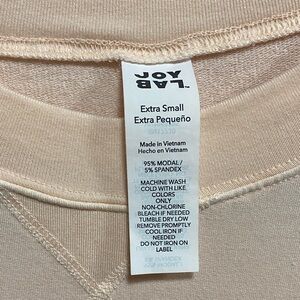 JOY
LAB™
Extra Small
Extra Pequeño
Made in Vietnam
Hecho en Vietnam
95% MODAL/
5% SPANDEX
MACHINE WASH
COLD WITH LIKE
COLORS
ONLY
NON-CHLORINE
BLEACH IF NEEDED
TUMBLE DRY LOW
REMOVE PROMPTLY
COOL IRON IF
NEEDED
DO NOT IRON ON
LABEL